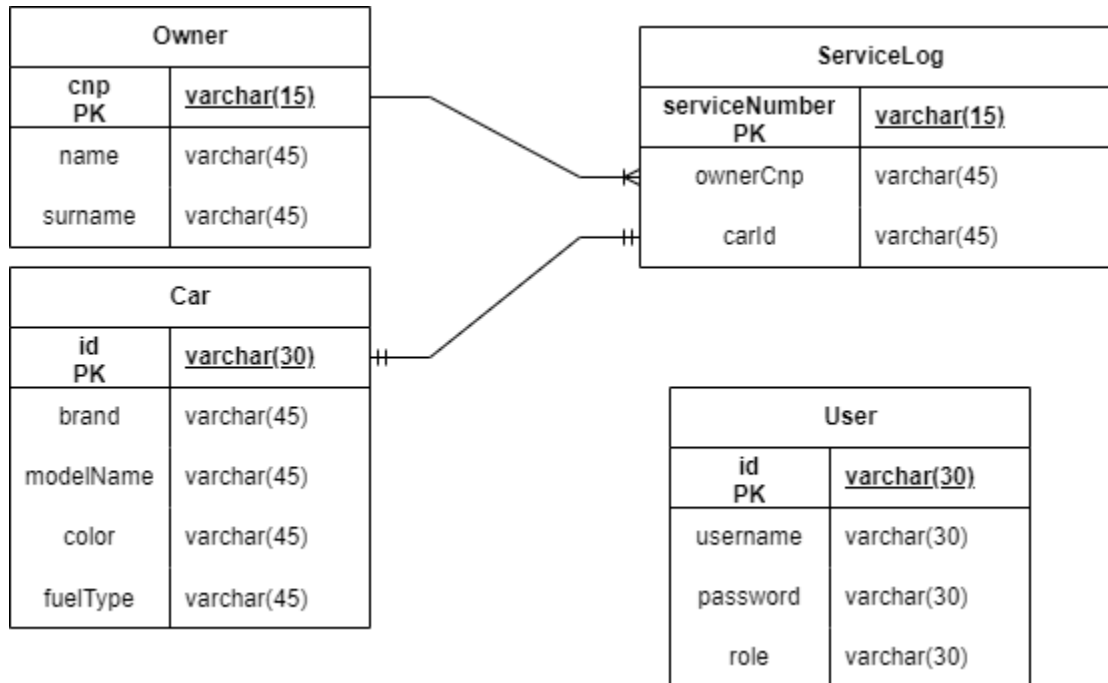 Owner
cnp
PK
varchar(15)
name
varchar(45)
surname
varchar(45)
Car
id
PK
varchar(30)
brand
varchar(45)
modelName
varchar(45)
color
varchar(45)
fuelType
varchar(45)
ServiceLog
serviceNumber
PK
varchar(15)
ownerCnp
varchar(45)
carId
varchar(45)
User
id
PK
varchar(30)
username
varchar(30)
password
varchar(30)
role
varchar(30)